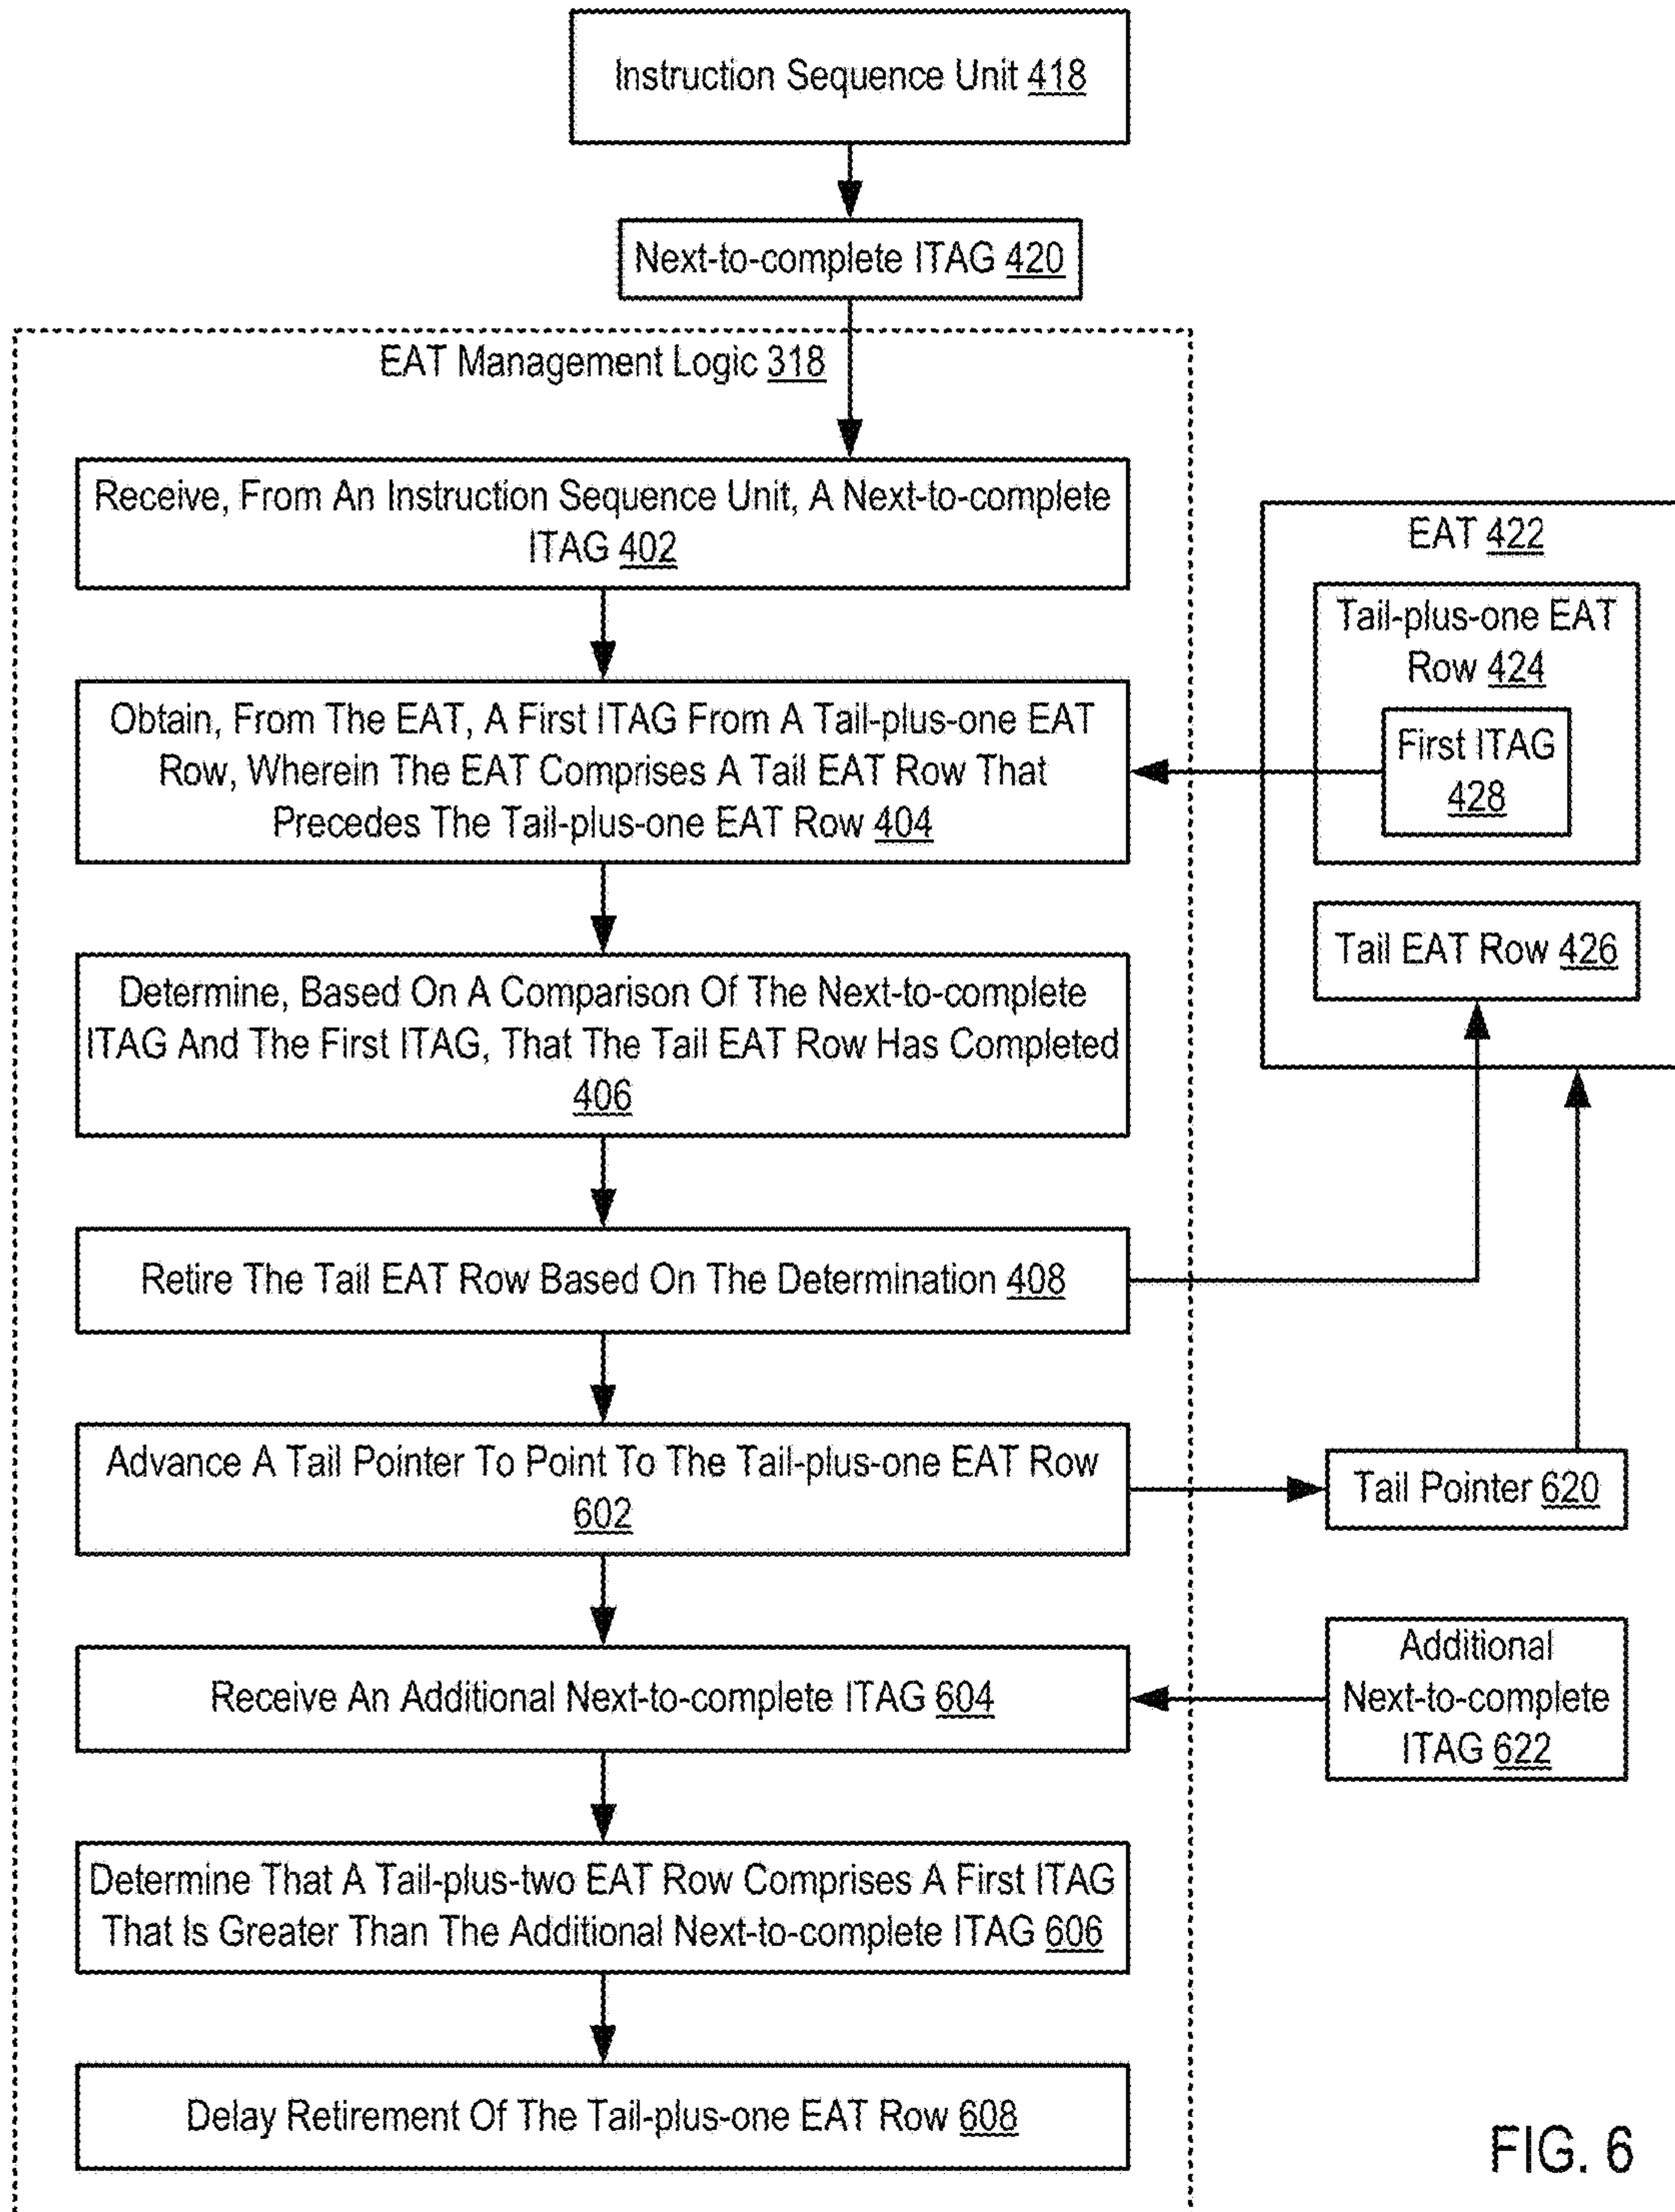 Instruction Sequence Unit 418
Next-to-complete ITAG 420
EAT Management Logic 318
Receive, From An Instruction Sequence Unit, A Next-to-complete
ITAG 402
EAT 422
Tail-plus-one EAT
Row 424
First ITAG
428
Obtain, From The EAT, A First ITAG From A Tail-plus-one EAT
Row, Wherein The EAT Comprises A Tail EAT Row That
Precedes The Tail-plus-one EAT Row 404
Tail EAT Row 426
Determine, Based On A Comparison Of The Next-to-complete
ITAG And The First ITAG, That The Tail EAT Row Has Completed
406
Retire The Tail EAT Row Based On The Determination 408
Advance A Tail Pointer To Point To The Tail-plus-one EAT Row
602
Tail Pointer 620
Receive An Additional Next-to-complete ITAG 604
Additional
Next-to-complete
ITAG 622
Determine That A Tail-plus-two EAT Row Comprises A First ITAG
That Is Greater Than The Additional Next-to-complete ITAG 606
Delay Retirement Of The Tail-plus-one EAT Row 608
FIG. 6